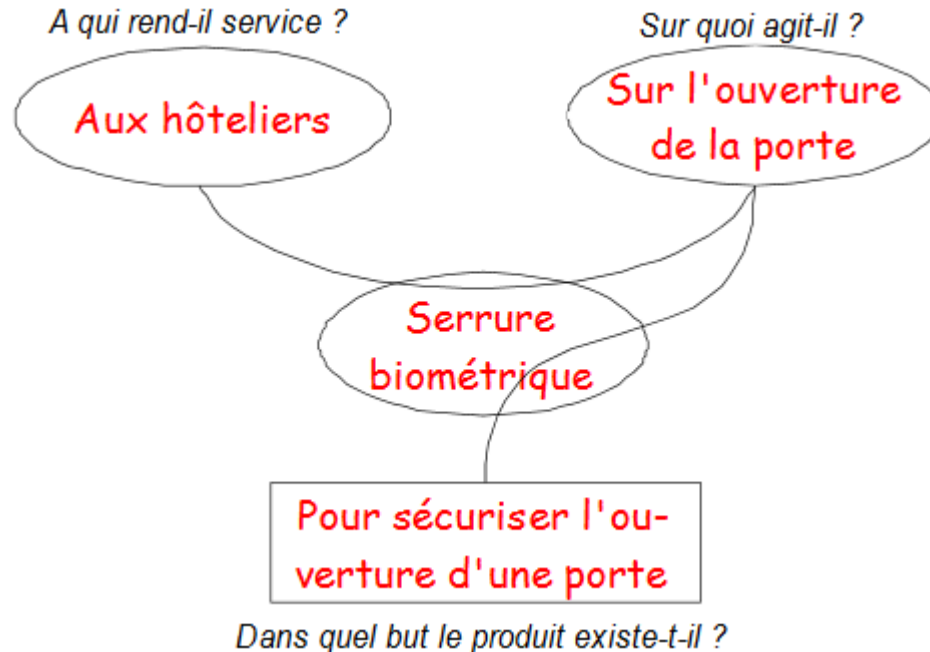 A qui rend-il service ?
Sur quoi agit-il ?
Aux hôteliers
Sur l'ouverture
de la porte
Serrure
biométrique
Pour sécuriser l'ou-
verture d'une porte
Dans quel but le produit existe-t-il ?